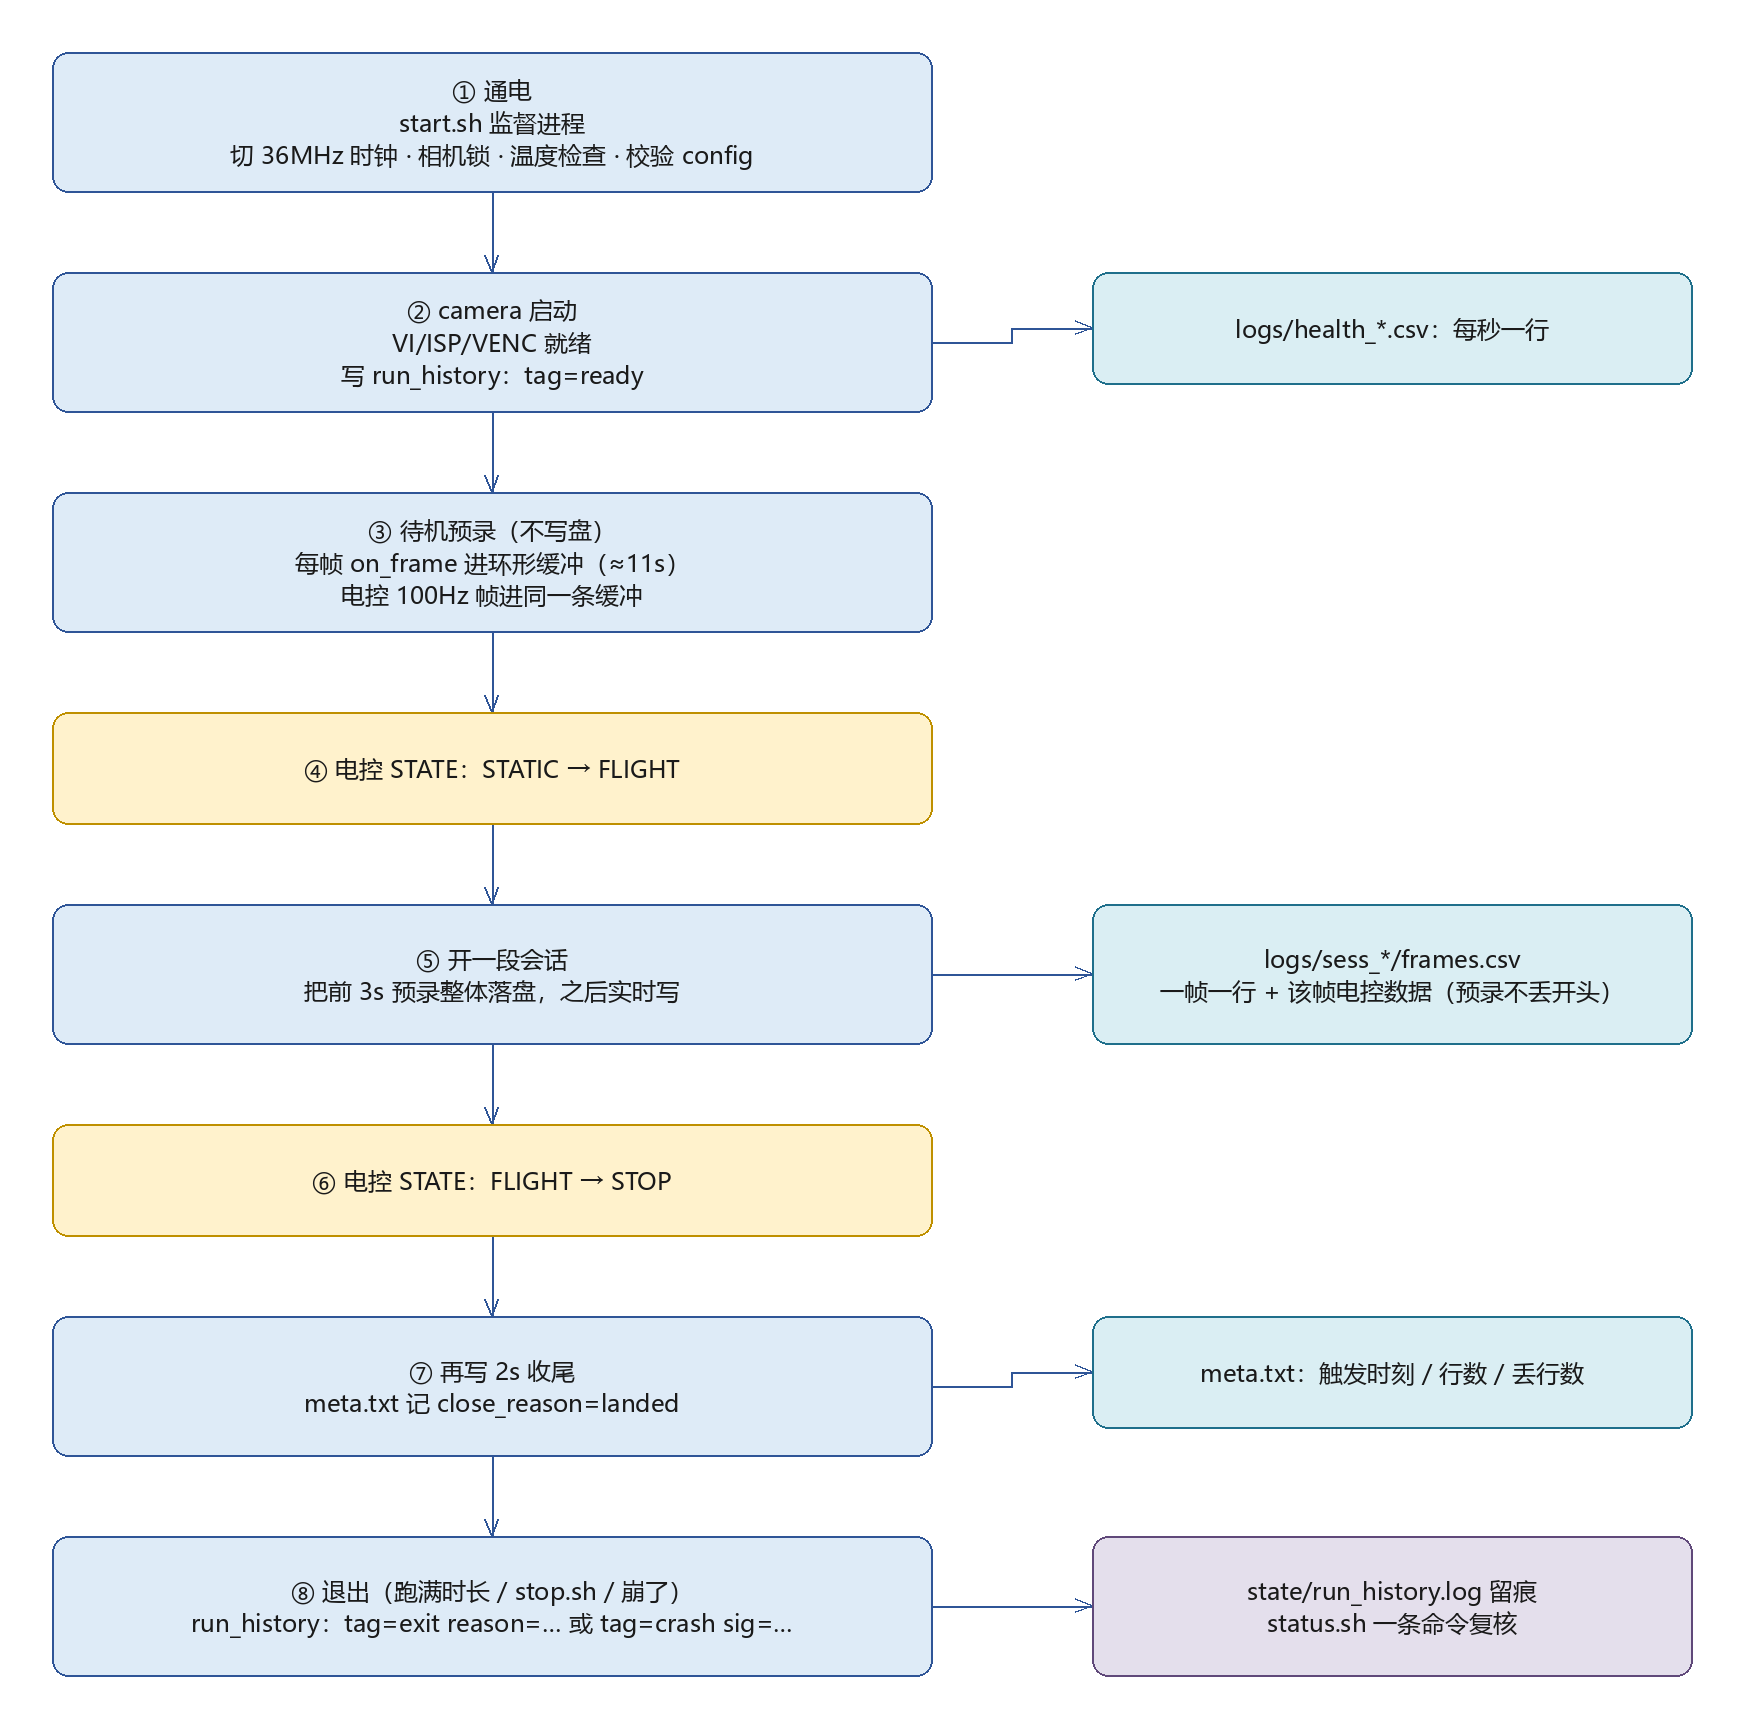 ① 通电
start.sh 监督进程
切 36MHz 时钟 · 相机锁 · 温度检查 · 校验 config
② camera 启动
VI/ISP/VENC 就绪
写 run_history：tag=ready
logs/health_*.csv：每秒一行
③ 待机预录（不写盘）
每帧 on_frame 进环形缓冲（≈11s）
电控 100Hz 帧进同一条缓冲
④ 电控 STATE：STATIC → FLIGHT
⑤ 开一段会话
把前 3s 预录整体落盘，之后实时写
logs/sess_*/frames.csv
一帧一行 + 该帧电控数据（预录不丢开头）
⑥ 电控 STATE：FLIGHT → STOP
⑦ 再写 2s 收尾
meta.txt 记 close_reason=landed
meta.txt：触发时刻 / 行数 / 丢行数
⑧ 退出（跑满时长 / stop.sh / 崩了）
run_history：tag=exit reason=... 或 tag=crash sig=...
state/run_history.log 留痕
status.sh 一条命令复核